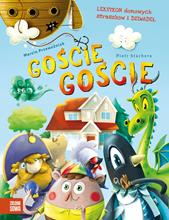 LEKSYKON domowych
straszków i dziwadeł
Marcin Przewoźniak
Piotr Stachera
GOŚCIE
GOŚCIE
ZIELONA
SOWA